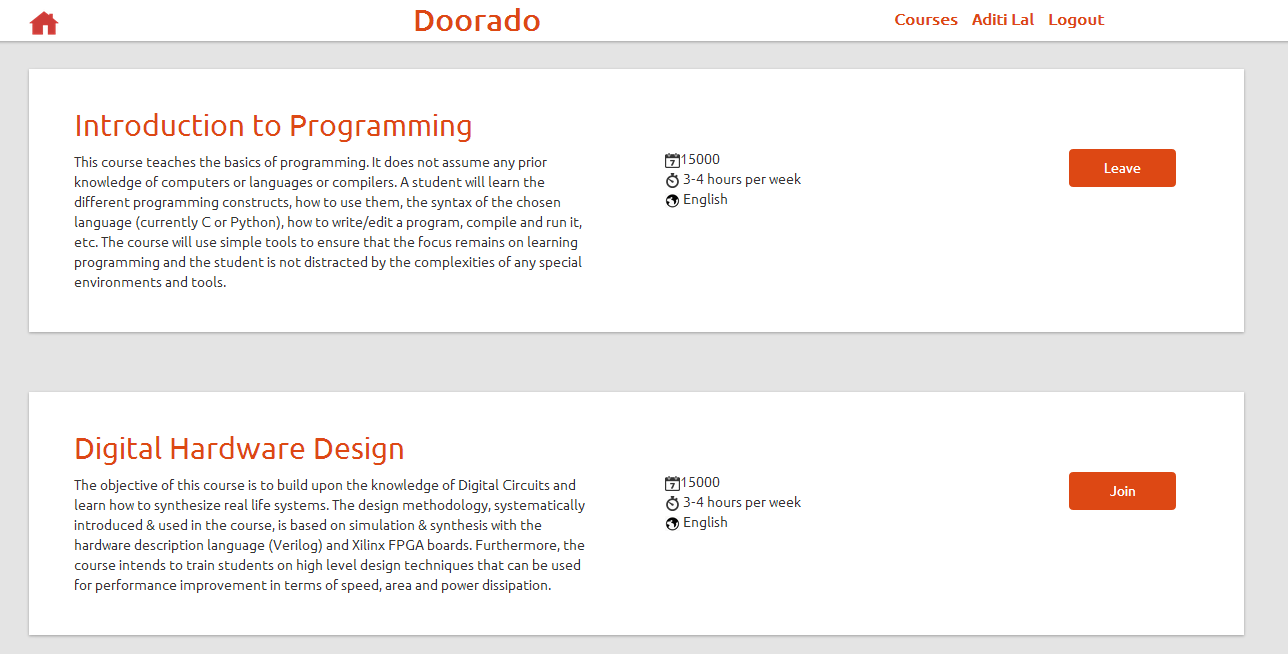 Doorado
Courses Aditi Lal Logout
Introduction to Programming
This course teaches the basics of programming. It does not assume any prior
knowledge of computers or languages or compilers. A student will learn the
different programming constructs, how to use them, the syntax of the chosen
language (currently C or Python), how to write/edit a program, compile and run it,
etc. The course will use simple tools to ensure that the focus remains on learning
programming and the student is not distracted by the complexities of any special
environments and tools.
7 15000
3-4 hours per week
English
Leave
Digital Hardware Design
The objective of this course is to build upon the knowledge of Digital Circuits and
learn how to synthesize real life systems. The design methodology, systematically
introduced & used in the course, is based on simulation & synthesis with the
hardware description language (Verilog) and Xilinx FPGA boards. Furthermore, the
course intends to train students on high level design techniques that can be used
for performance improvement in terms of speed, area and power dissipation.
7 15000
3-4 hours per week
English
Join